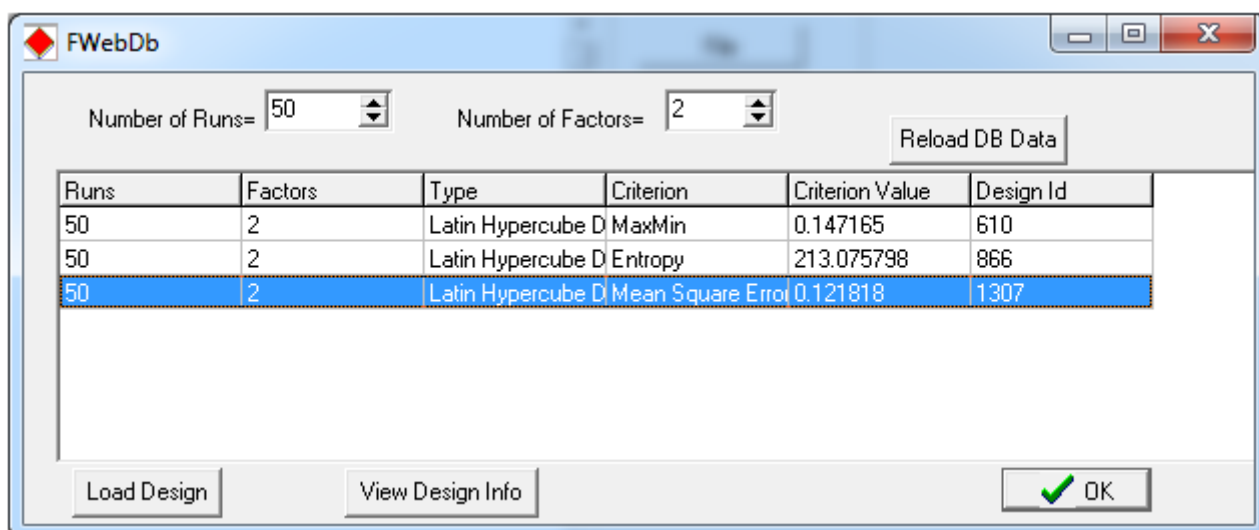 FWebDb
Number of Runs= 50 Number of Factors= 2
Reload DB Data
Runs Factors Type Criterion Criterion Value Design Id
50 2 Latin Hypercube D MaxMin 0.147165 610
50 2 Latin Hypercube D Entropy 213.075798 866
50 2 Latin Hypercube D Mean Square Erro 0.121818 1307
Load Design View Design Info OK